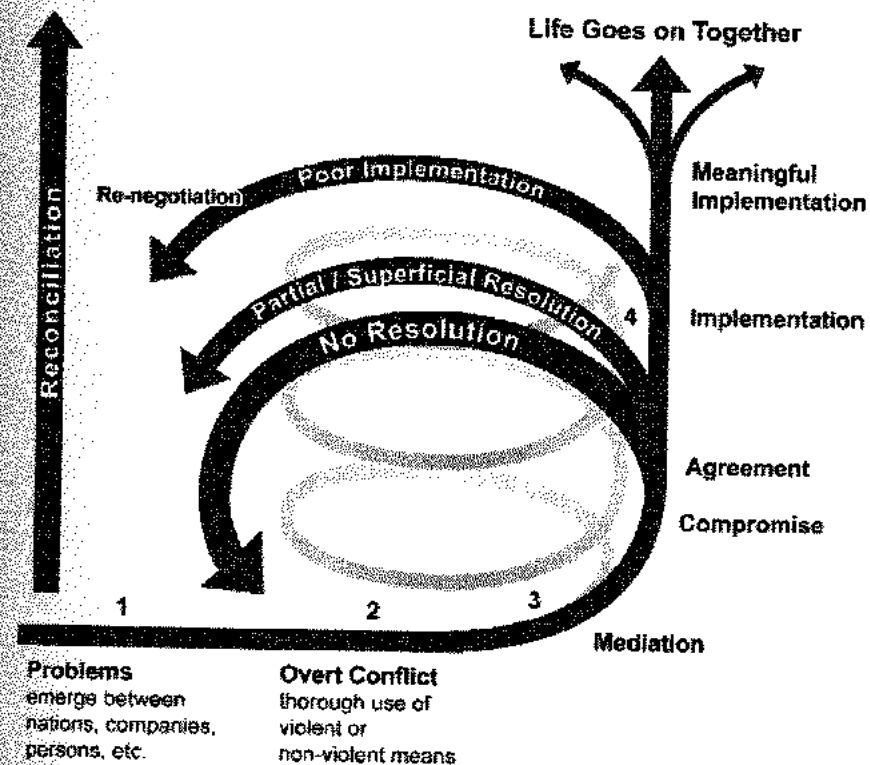 Life Goes on Together
Poor Implementation
Meaningful
Implementation
Re-negotiation
Reconciliation
Partial / Superficial Resolution
4
Implementation
No Resolution
Agreement
Compromise
1
2
3
Mediation
Problems
emerge between
nations, companies,
persons, etc.
Overt Conflict
thorough use of
violent or
non-violent means